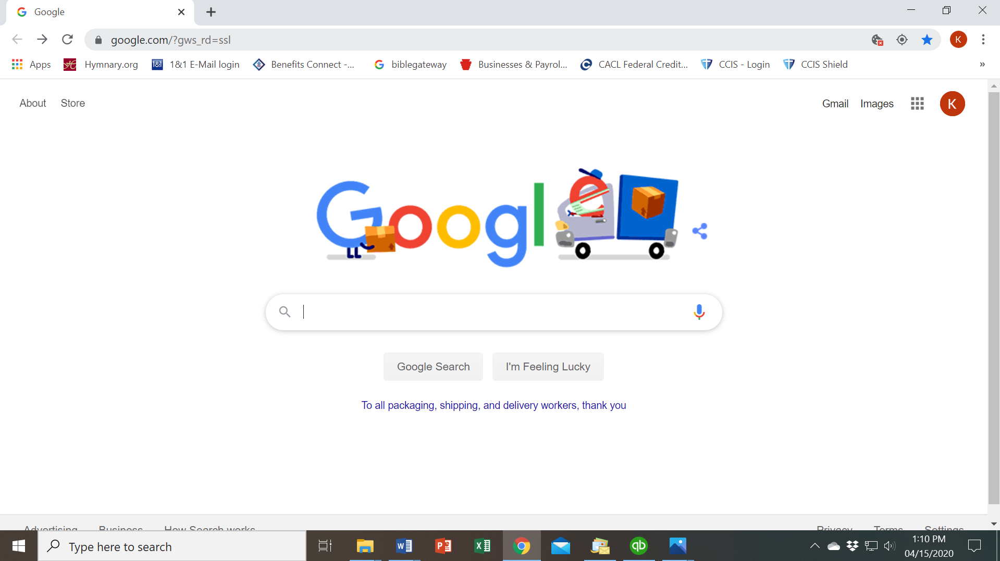 Google
google.com/?gws_rd=ssl
K
Apps Hymnary.org 1&1 1&1 E-Mail login Benefits Connect -... biblegateway Businesses & Payrol... CACL Federal Credit... CCIS - Login CCIS Shield »
About Store Gmail Images K
Google
Google Search I'm Feeling Lucky
To all packaging, shipping, and delivery workers, thank you
Advertising Business How Search works Privacy Terms Settings
Type here to search
1:10 PM
04/15/2020